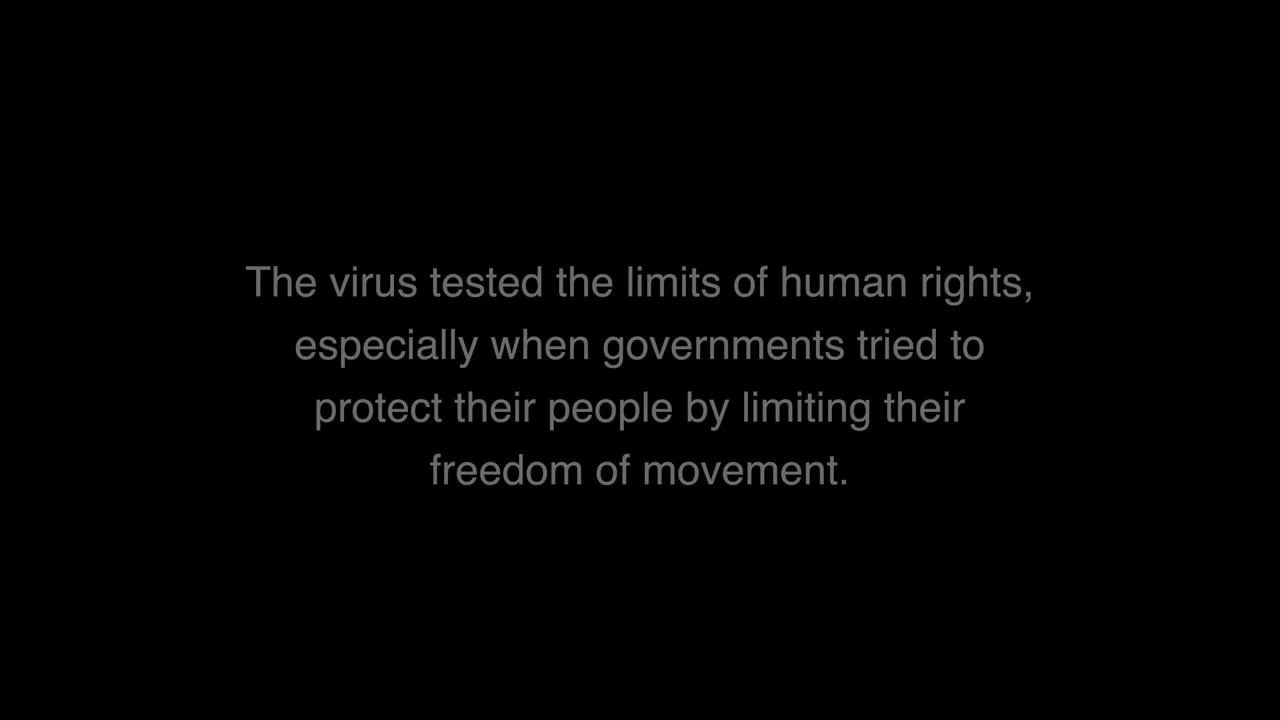 The virus tested the limits of human rights,
especially when governments tried to
protect their people by limiting their
freedom of movement.